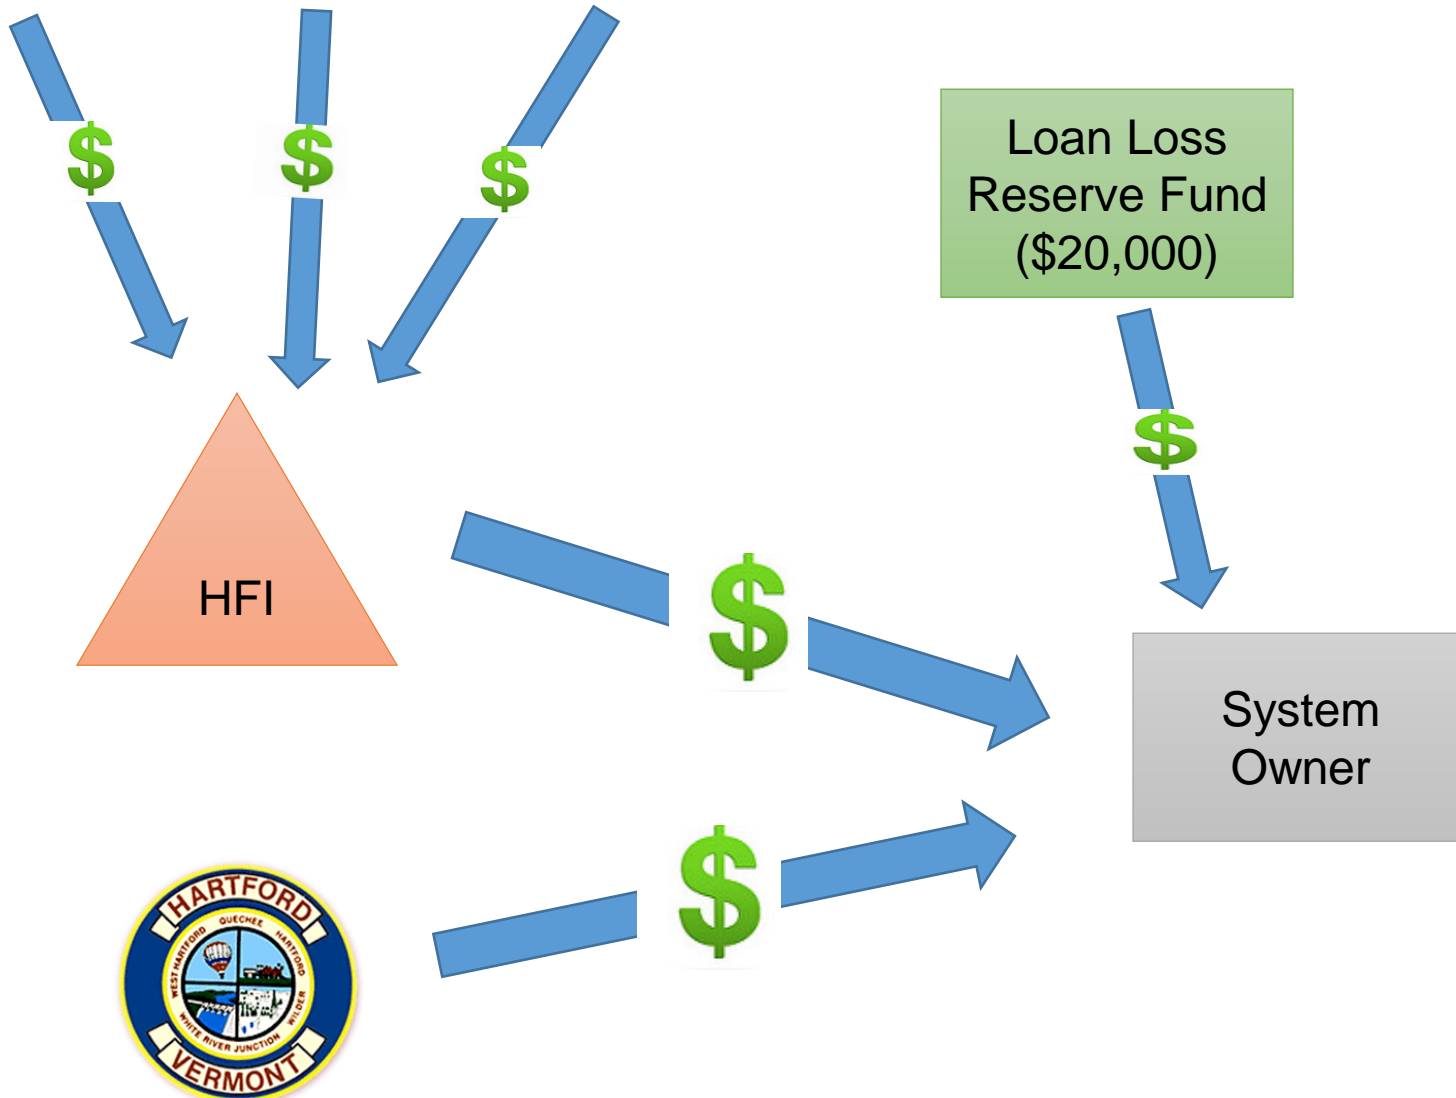 Loan Loss
Reserve Fund
($20,000)
$
$
$
$
HFI
$
System
Owner
$
HARTFORD
QUECHEE
HARTFORD
WEST HARTFORD
WILDER
WHITE RIVER JUNCTION
VERMONT